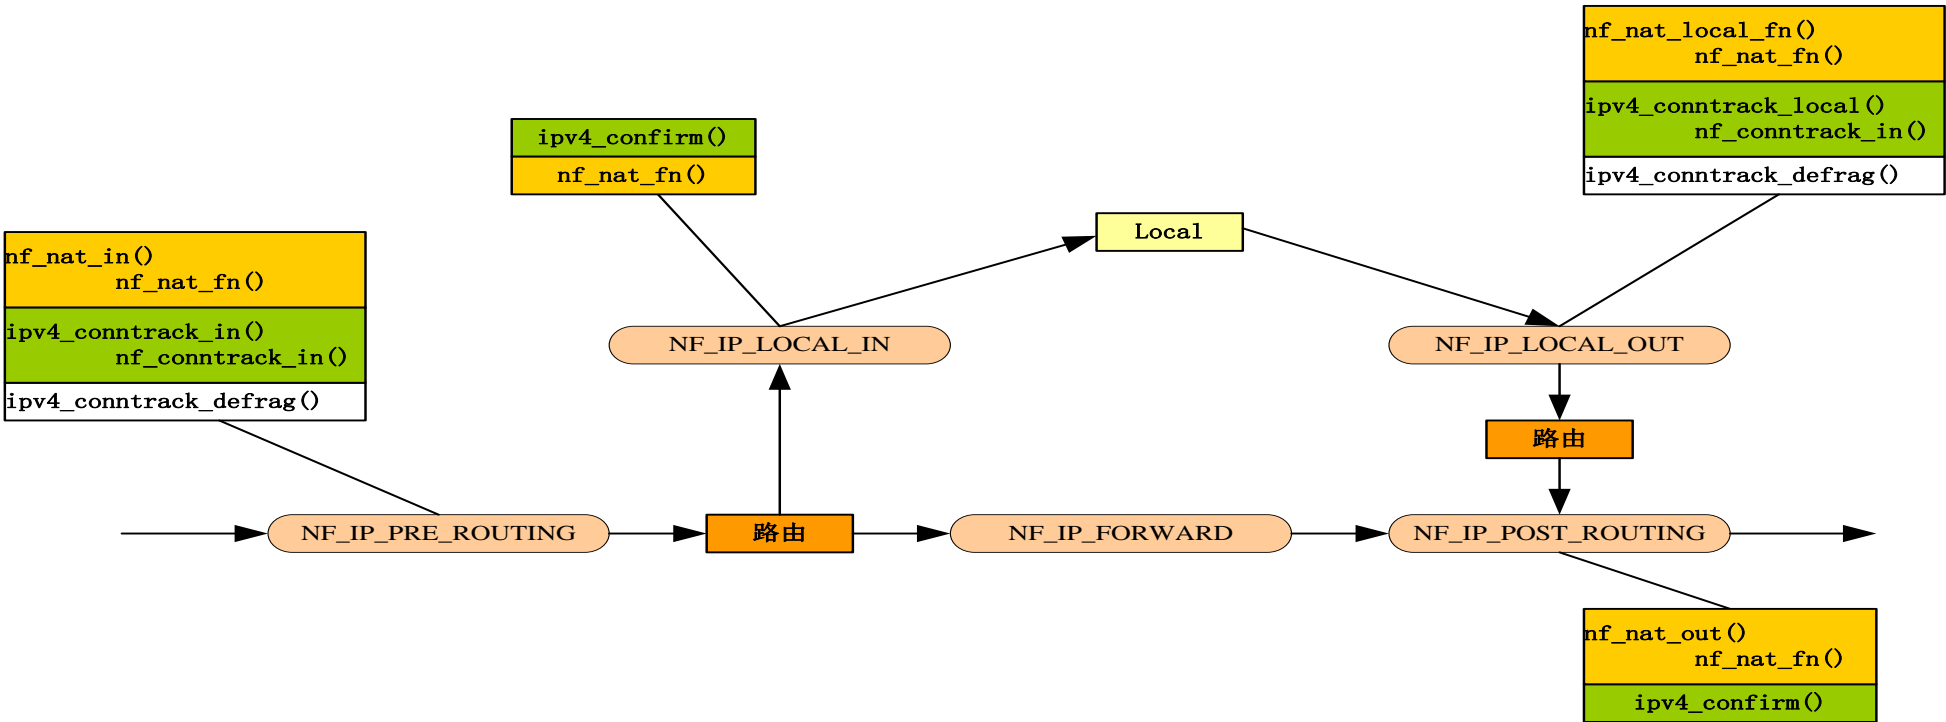 nf_nat_local_fn()
nf_nat_fn()
ipv4_conntrack_local()
nf_conntrack_in()
ipv4_conntrack_defrag()
ipv4_confirm()
nf_nat_fn()
Local
nf_nat_in()
nf_nat_fn()
ipv4_conntrack_in()
nf_conntrack_in()
ipv4_conntrack_defrag()
NF_IP_LOCAL_IN
NF_IP_LOCAL_OUT
路由
NF_IP_PRE_ROUTING
路由
NF_IP_FORWARD
NF_IP_POST_ROUTING
nf_nat_out()
nf_nat_fn()
ipv4_confirm()